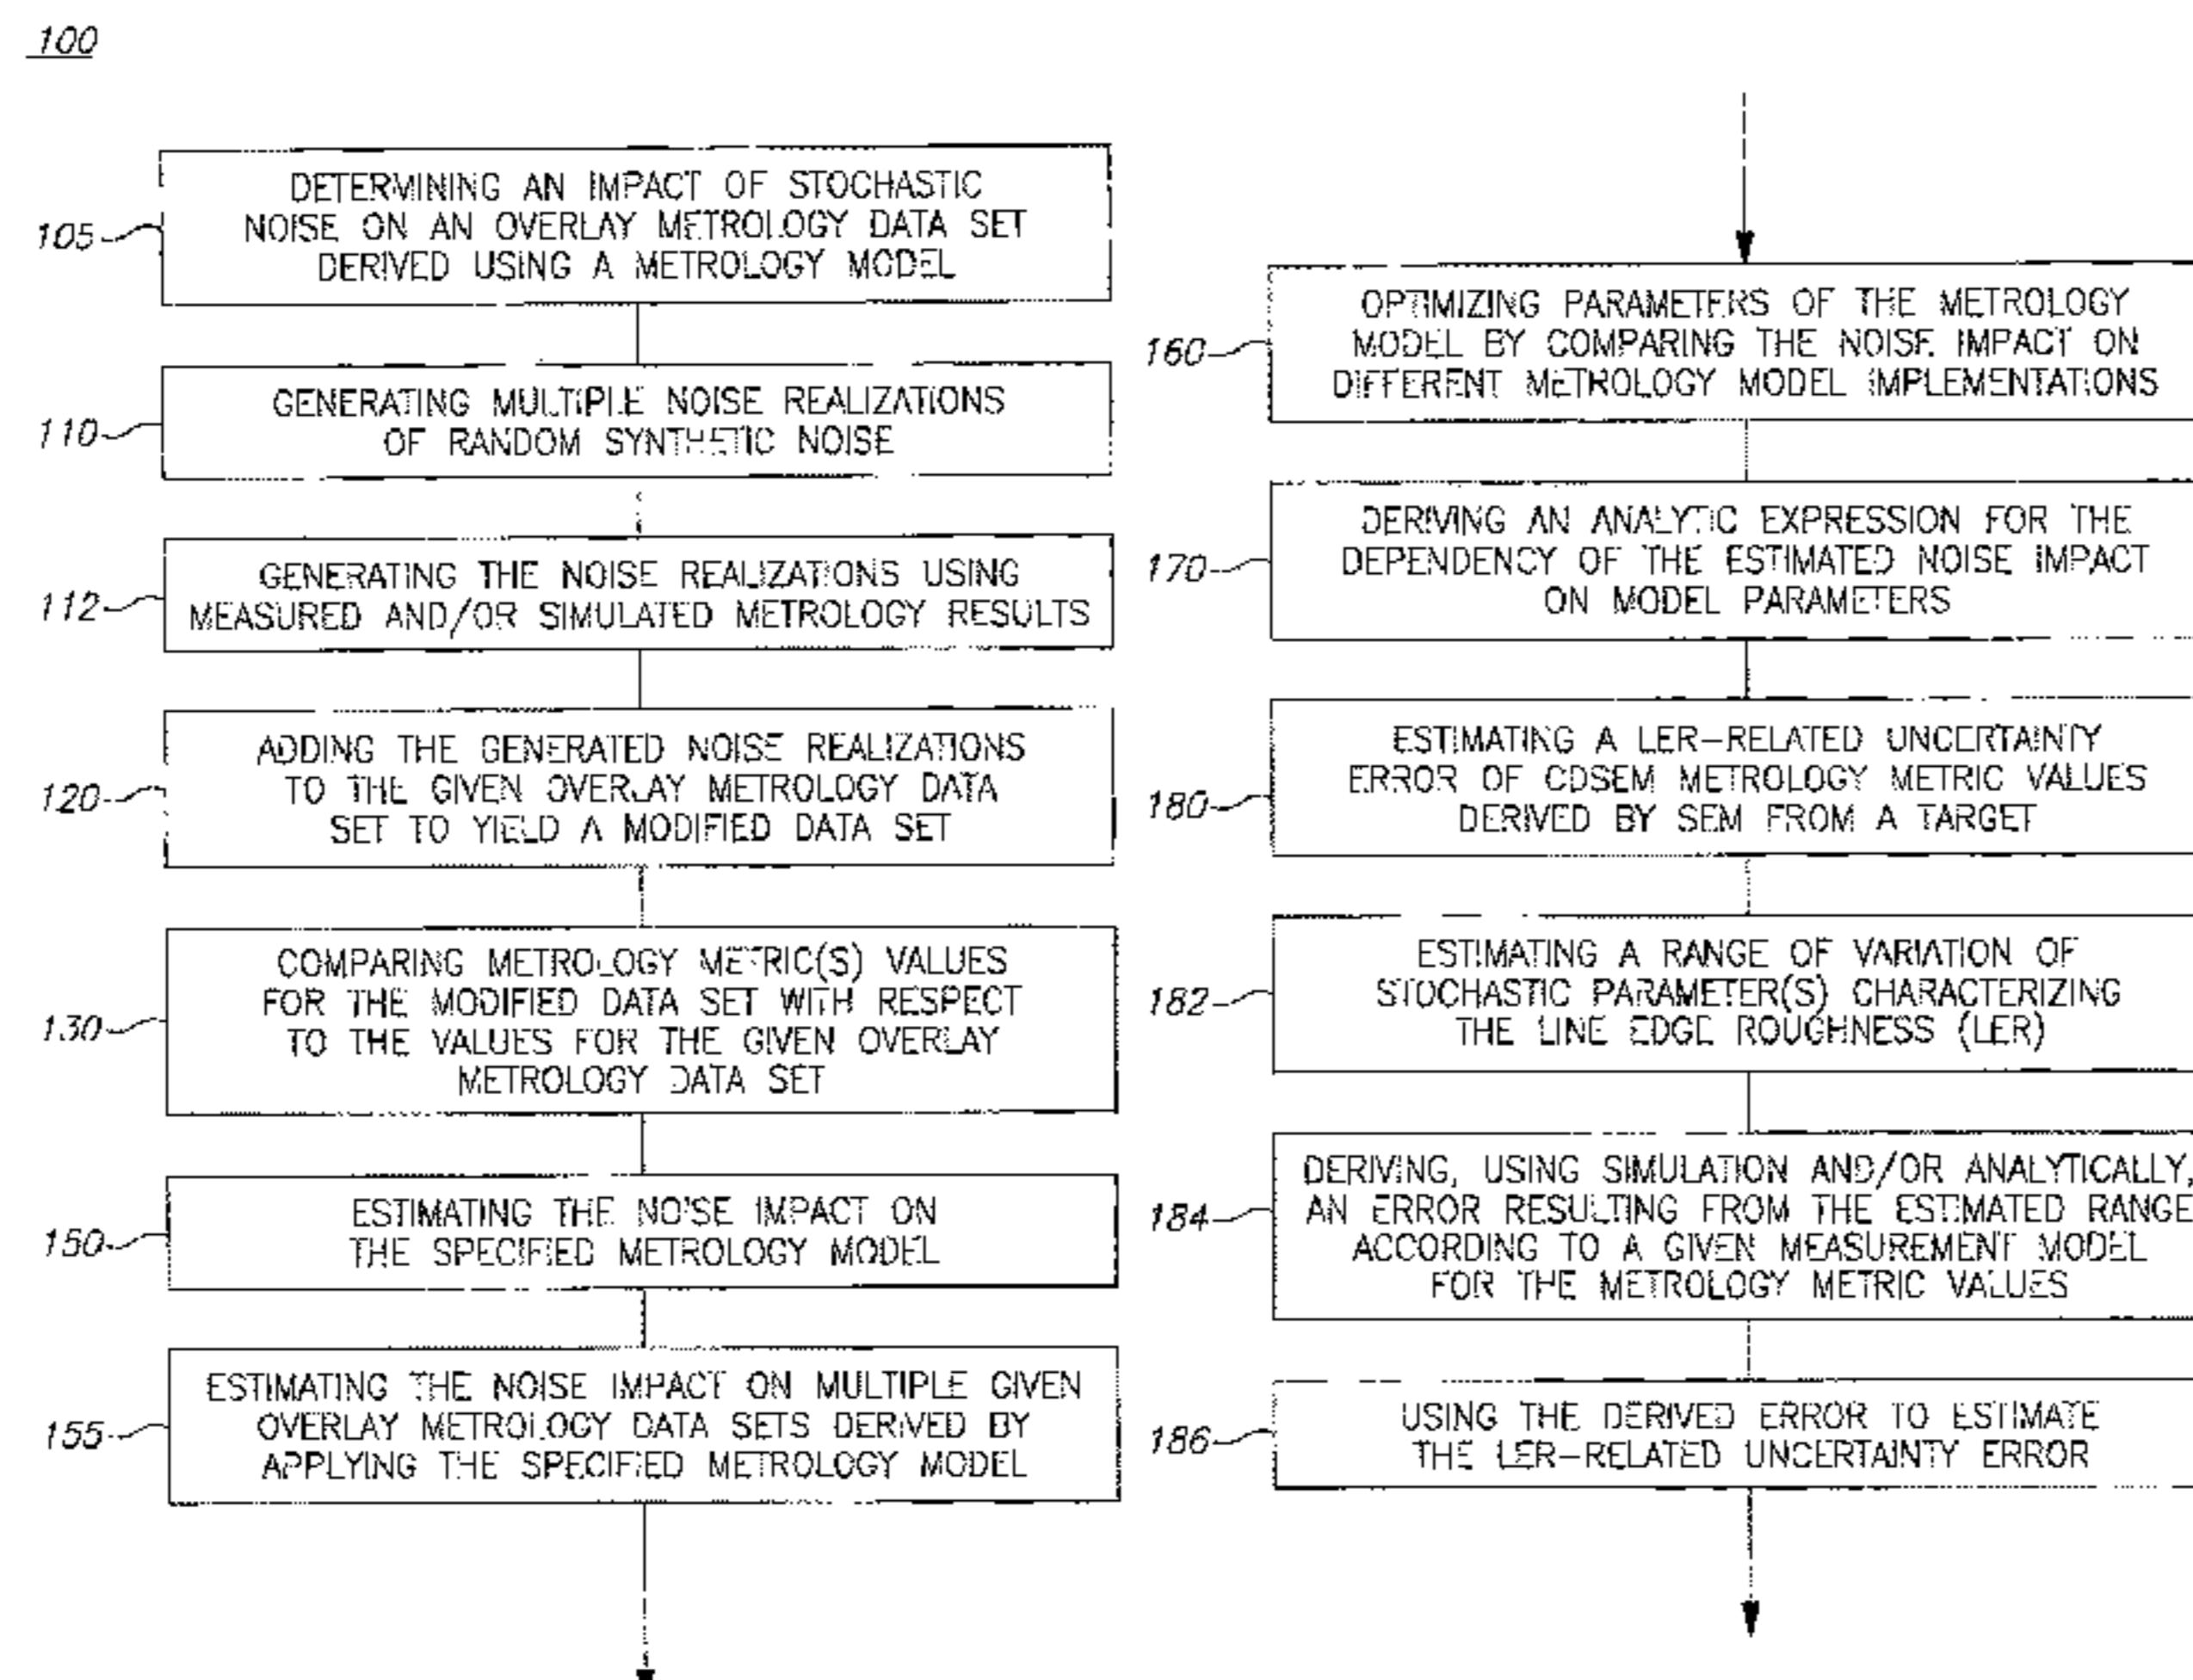 100
105
DETERMINING AN IMPACT OF STOCHASTIC
NOISE ON AN OVERLAY METROLOGY DATA SET
DERIVED USING A METROLOGY MODEL
110
GENERATING MULTIPLE NOISE REALIZATIONS
OF RANDOM SYNTHETIC NOISE
112
GENERATING THE NOISE REALIZATIONS USING
MEASURED AND/OR SIMULATED METROLOGY RESULTS
120
ADDING THE GENERATED NOISE REALIZATIONS
TO THE GIVEN OVERLAY METROLOGY DATA
SET TO YIELD A MODIFIED DATA SET
130
COMPARING METROLOGY METRIC(S) VALUES
FOR THE MODIFIED DATA SET WITH RESPECT
TO THE VALUES FOR THE GIVEN OVERLAY
METROLOGY DATA SET
150
ESTIMATING THE NOISE IMPACT ON
THE SPECIFIED METROLOGY MODEL
155
ESTIMATING THE NOISE IMPACT ON MULTIPLE GIVEN
OVERLAY METROLOGY DATA SETS DERIVED BY
APPLYING THE SPECIFIED METROLOGY MODEL
160
OPTIMIZING PARAMETERS OF THE METROLOGY
MODEL BY COMPARING THE NOISE IMPACT ON
DIFFERENT METROLOGY MODEL IMPLEMENTATIONS
170
DERIVING AN ANALYTIC EXPRESSION FOR THE
DEPENDENCY OF THE ESTIMATED NOISE IMPACT
ON MODEL PARAMETERS
180
ESTIMATING A LER-RELATED UNCERTAINTY
ERROR OF CDSEM METROLOGY METRIC VALUES
DERIVED BY SEM FROM A TARGET
182
ESTIMATING A RANGE OF VARIATION OF
STOCHASTIC PARAMETER(S) CHARACTERIZING
THE LINE EDGE ROUGHNESS (LER)
184
DERIVING, USING SIMULATION AND/OR ANALYTICALLY,
AN ERROR RESULTING FROM THE ESTIMATED RANGE
ACCORDING TO A GIVEN MEASUREMENT MODEL
FOR THE METROLOGY METRIC VALUES
186
USING THE DERIVED ERROR TO ESTIMATE
THE LER-RELATED UNCERTAINTY ERROR